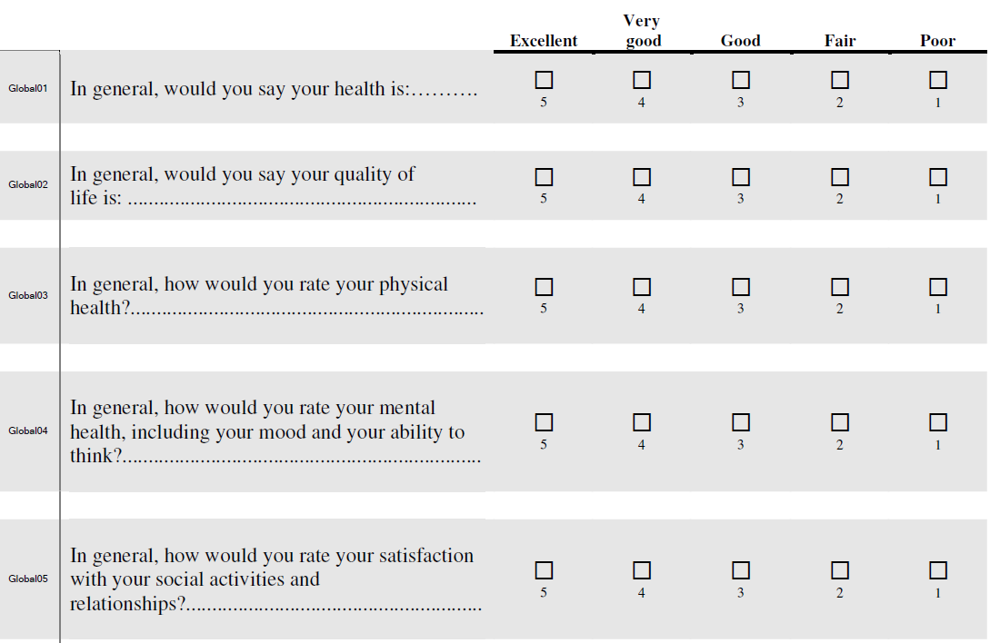 Very
Excellent good Good Fair Poor
Global01 In general, would you say your health is:.......... ☐ ☐ ☐ ☐ ☐
5 4 3 2 1
In general, would you say your quality of ☐ ☐ ☐ ☐ ☐
Global02
life is: .................................................................. 5 4 3 2 1
In general, how would you rate your physical ☐ ☐ ☐ ☐ ☐
Global03
health?.................................................................... 5 4 3 2 1
In general, how would you rate your mental
Global04 health, including your mood and your ability to ☐ ☐ ☐ ☐ ☐
think?..................................................................... 5 4 3 2 1
In general, how would you rate your satisfaction
Global05 with your social activities and ☐ ☐ ☐ ☐ ☐
relationships?......................................................... 5 4 3 2 1